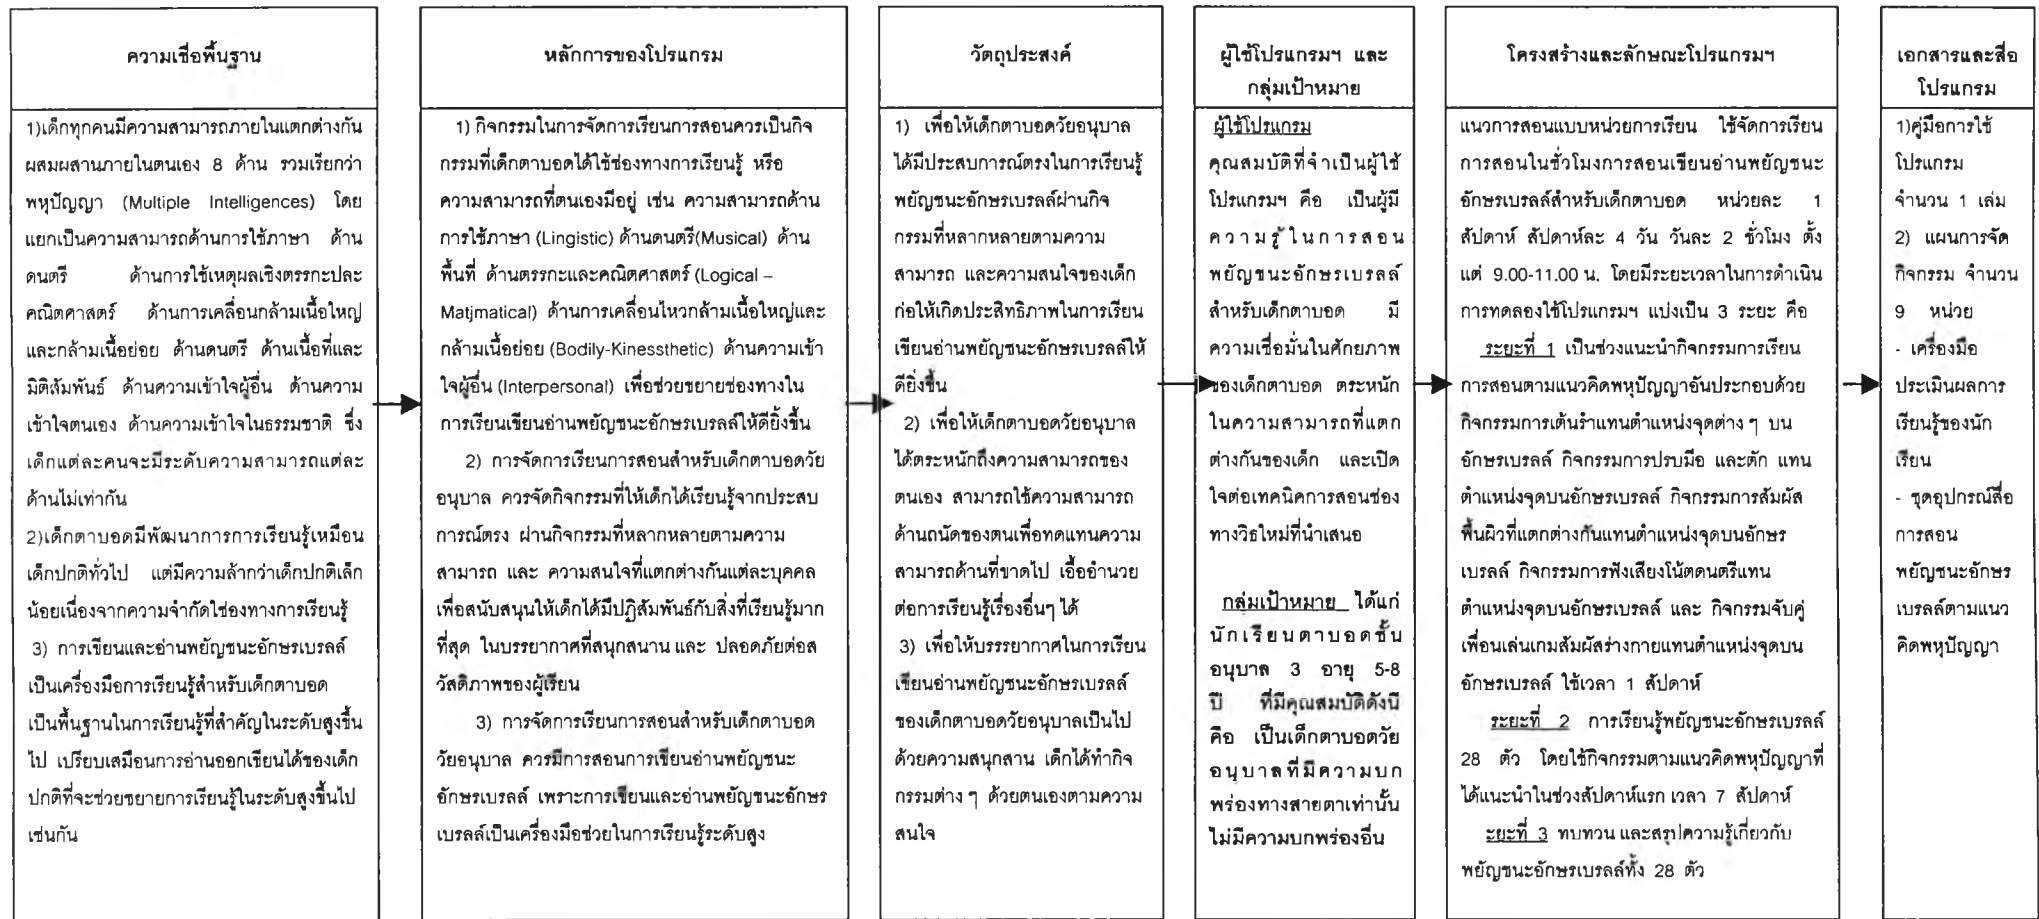 ความเชื่อพื้นฐาน
1)เด็กทุกคนมีความสามารถภายในแตกต่างกัน
ผสมผสานภายในตนเอง 8 ด้าน รวมเรียกว่า
พหุปัญญา (Multiple Intelligences) โดย
แยกเป็นความสามารถด้านการใช้ภาษา ด้าน
ดนตรี ด้านการใช้เหตุผลเชิงตรรกะปละ
คณิตศาสตร์ ด้านการเคลื่อนกล้ามเนื้อใหญ่
และกล้ามเนื้อย่อย ด้านดนตรี ด้านเนื้อที่และ
มิติสัมพันธ์ ด้านความเข้าใจผู้อื่น ด้านความ
เข้าใจตนเอง ด้านความเข้าใจในธรรมชาติ ซึ่ง
เด็กแต่ละคนจะมีระดับความสามารถแต่ละ
ด้านไม่เท่ากัน
2)เด็กตาบอดมีพัฒนาการการเรียนรู้เหมือน
เด็กปกติทั่วไป แต่มีความล้ากว่าเด็กปกติเล็ก
น้อยเนื่องจากความจำกัดใช่องทางการเรียนรู้
3) การเขียนและอ่านพยัญชนะอักษรเบรลล์
เป็นเครื่องมือการเรียนรู้สำหรับเด็กตาบอด
เป็นพื้นฐานในการเรียนรู้ที่สำคัญในระดับสูงขึ้น
ไป เปรียบเสมือนการอ่านออกเขียนได้ของเด็ก
ปกติที่จะช่วยขยายการเรียนรู้ในระดับสูงขึ้นไป
เช่นกัน
หลักการของโปรแกรม
1) กิจกรรมในการจัดการเรียนการสอนควรเป็นกิจ
กรรมที่เด็กตาบอดได้ใช้ช่องทางการเรียนรู้ หรือ
ความสามารถที่ตนเองมีอยู่ เช่น ความสามารถด้าน
การใช้ภาษา (Lingistic) ด้านดนตรี(Musical) ด้าน
พื้นที่ ด้านตรรกะและคณิตศาสตร์ (Logical –
Matjmatical) ด้านการเคลื่อนไหวกล้ามเนื้อใหญ่และ
กล้ามเนื้อย่อย (Bodily-Kinessthetic) ด้านความเข้า
ใจผู้อื่น (Interpersonal) เพื่อช่วยขยายช่องทางใน
การเรียนเขียนอ่านพยัญชนะอักษรเบรลล์ให้ดียิ่งขึ้น
2) การจัดการเรียนการสอนสำหรับเด็กตาบอดวัย
อนุบาล ควรจัดกิจกรรมที่ให้เด็กได้เรียนรู้จากประสบ
การณ์ตรง ผ่านกิจกรรมที่หลากหลายตามความ
สามารถ และ ความสนใจที่แตกต่างกันแต่ละบุคคล
เพื่อสนับสนุนให้เด็กได้มีปฏิสัมพันธ์กับสิ่งที่เรียนรู้มาก
ที่สุด ในบรรยากาศที่สนุกสนาน และ ปลอดภัยต่อส
วัสดิภาพของผู้เรียน
3) การจัดการเรียนการสอนสำหรับเด็กตาบอด
วัยอนุบาล ควรมีการสอนการเขียนอ่านพยัญชนะ
อักษรเบรลล์ เพราะการเขียนและอ่านพยัญชนะอักษร
เบรลล์เป็นเครื่องมือช่วยในการเรียนรู้ระดับสูง
วัตถุประสงค์
1) เพื่อให้เด็กตาบอดวัยอนุบาล
ได้มีประสบการณ์ตรงในการเรียนรู้
พยัญชนะอักษรเบรลล์ผ่านกิจ
กรรมที่หลากหลายตามความ
สามารถ และความสนใจของเด็ก
ก่อให้เกิดประสิทธิภาพในการเรียน
เขียนอ่านพยัญชนะอักษรเบรลล์ให้
ดียิ่งขึ้น
2) เพื่อให้เด็กตาบอดวัยอนุบาล
ได้ตระหนักถึงความสามารถของ
ตนเอง สามารถใช้ความสามารถ
ด้านถนัดของตนเพื่อทดแทนความ
สามารถด้านที่ขาดไป เอื้ออำนวย
ต่อการเรียนรู้เรื่องอื่นๆ ได้
3) เพื่อให้บรรรยากาศในการเรียน
เขียนอ่านพยัญชนะอักษรเบรลล์
ของเด็กตาบอดวัยอนุบาลเป็นไป
ด้วยความสนุกสาน เด็กได้ทำกิจ
กรรมต่าง ๆ ด้วยตนเองตามความ
สนใจ
ผู้ใช้โปรแกรมฯ และ
กลุ่มเป้าหมาย
ผู้ใช้โปรแกรม
คุณสมบัติที่จำเป็นผู้ใช้
โปรแกรมฯ คือ เป็นผู้มี
ความรู้ในการสอน
พยัญชนะอักษรเบรลล์
สำหรับเด็กตาบอด มี
ความเชื่อมั่นในศักยภาพ
ของเด็กตาบอด ตระหนัก
ในความสามารถที่แตก
ต่างกันของเด็ก และเปิด
ใจต่อเทคนิคการสอนช่อง
ทางวิธีใหม่ที่นำเสนอ
กลุ่มเป้าหมาย ได้แก่
นักเรียนตาบอดชั้น
อนุบาล 3 อายุ 5-8
ปี ที่มีคุณสมบัติดังนี้
คือ เป็นเด็กตาบอดวัย
อนุบาลที่มีความบก
พร่องทางสายตาเท่านั้น
ไม่มีความบกพร่องอื่น
โครงสร้างและลักษณะโปรแกรมฯ
แนวการสอนแบบหน่วยการเรียน ใช้จัดการเรียน
การสอนในชั่วโมงการสอนเขียนอ่านพยัญชนะ
อักษรเบรลล์สำหรับเด็กตาบอด หน่วยละ 1
สัปดาห์ สัปดาห์ละ 4 วัน วันละ 2 ชั่วโมง ตั้ง
แต่ 9.00-11.00 น. โดยมีระยะเวลาในการดำเนิน
การทดลองใช้โปรแกรมฯ แบ่งเป็น 3 ระยะ คือ
ระยะที่ 1 เป็นช่วงแนะนำกิจกรรมการเรียน
การสอนตามแนวคิดพหุปัญญาอันประกอบด้วย
กิจกรรมการเต้นรำแทนตำแหน่งจุดต่าง ๆ บน
อักษรเบรลล์ กิจกรรมการปรบมือ และตัก แทน
ตำแหน่งจุดบนอักษรเบรลล์ กิจกรรมการสัมผัส
พื้นผิวที่แตกต่างกันแทนตำแหน่งจุดบนอักษร
เบรลล์ กิจกรรมการฟังเสียงโน้ตดนตรีแทน
ตำแหน่งจุดบนอักษรเบรลล์ และ กิจกรรมจับคู่
เพื่อนเล่นเกมสัมผัสร่างกายแทนตำแหน่งจุดบน
อักษรเบรลล์ ใช้เวลา 1 สัปดาห์
ระยะที่ 2 การเรียนรู้พยัญชนะอักษรเบรลล์
28 ตัว โดยใช้กิจกรรมตามแนวคิดพหุปัญญาที่
ได้แนะนำในช่วงสัปดาห์แรก เวลา 7 สัปดาห์
ะยะที่ 3 ทบทวน และสรุปความรู้เกี่ยวกับ
พยัญชนะอักษรเบรลล์ทั้ง 28 ตัว
เอกสารและสื่อ
โปรแกรม
1)คู่มือการใช้
โปรแกรม
จำนวน 1 เล่ม
2) แผนการจัด
กิจกรรม จำนวน
9 หน่วย
- เครื่องมือ
ประเมินผลการ
เรียนรู้ของนัก
เรียน
- ชุดอุปกรณ์สื่อ
การสอน
พยัญชนะอักษร
เบรลล์ตามแนว
คิดพหุปัญญา